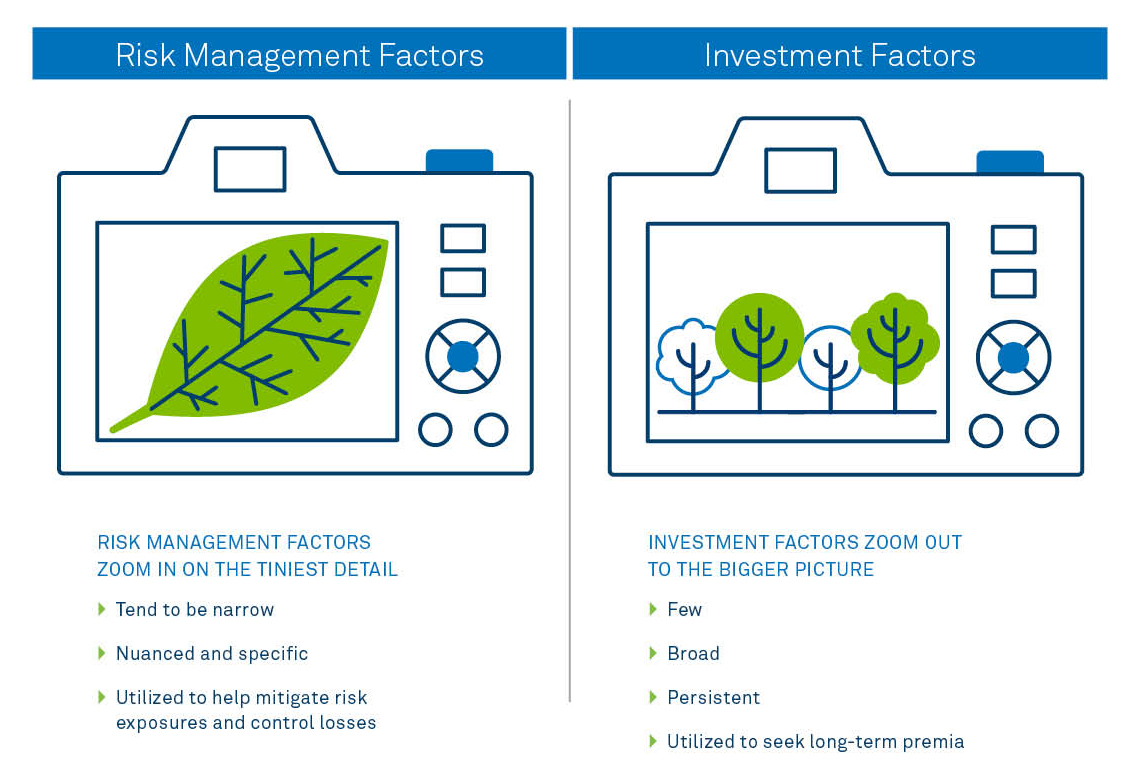 Risk Management Factors
Investment Factors
RISK MANAGEMENT FACTORS
ZOOM IN ON THE TINIEST DETAIL
Tend to be narrow
Nuanced and specific
Utilized to help mitigate risk
exposures and control losses
INVESTMENT FACTORS ZOOM OUT
TO THE BIGGER PICTURE
Few
Broad
Persistent
Utilized to seek long-term premia